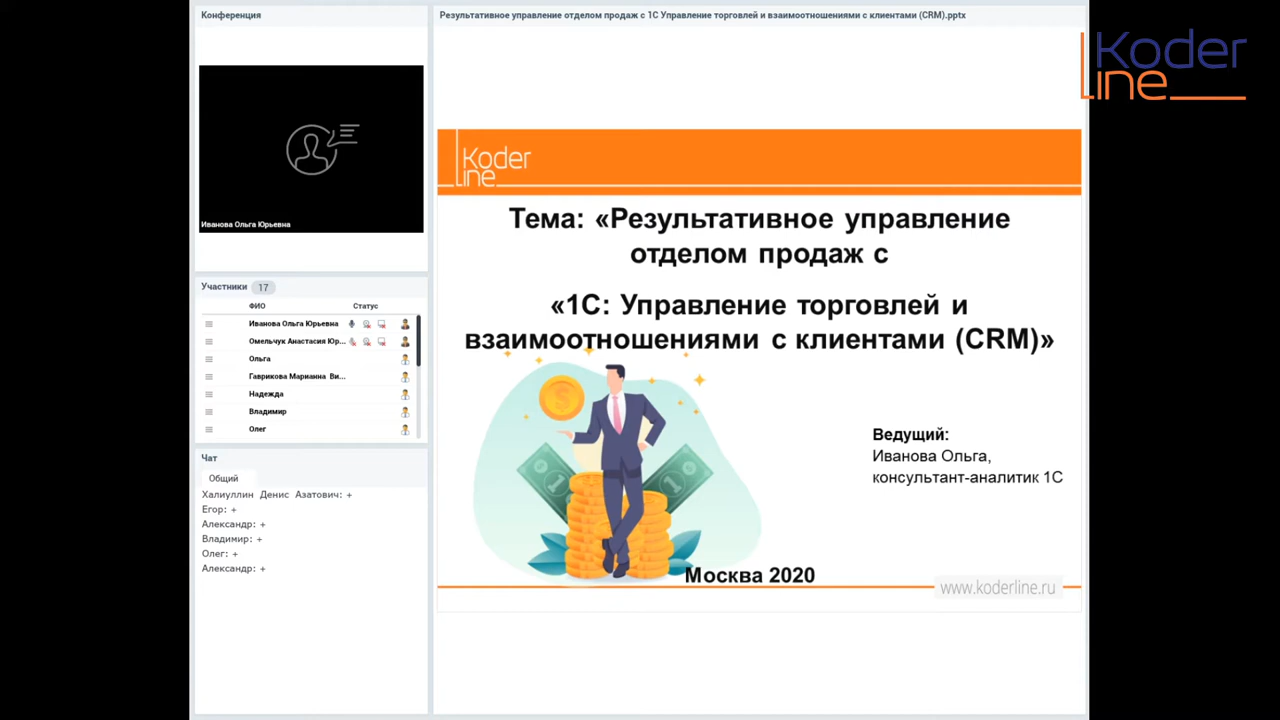 Конференция
Иванова Ольга Юрьевна
Участники 17
ФИО Статус
Иванова Ольга Юрьевна
Омельчук Анастасия Юр...
Ольга
Гаврикова Марианна Ви...
Надежда
Владимир
Олег
Чат
Общий
Халиуллин Денис Азатович: +
Егор: +
Александр: +
Владимир: +
Олег: +
Александр: +
Результативное управление отделом продаж с 1С Управление торговлей и взаимоотношениями с клиентами (CRM).pptx
Koder
Line
Koder
Line
Тема: «Результативное управление
отделом продаж с
«1С: Управление торговлей и
взаимоотношениями с клиентами (CRM)»
Ведущий:
Иванова Ольга,
консультант-аналитик 1С
Москва 2020
www.koderline.ru